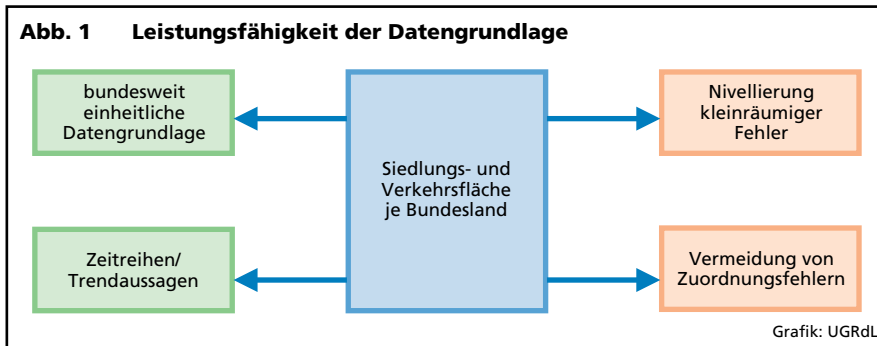 Abb. 1 Leistungsfähigkeit der Datengrundlage
bundesweit
einheitliche
Datengrundlage
Zeitreihen/
Trendaussagen
Siedlungs- und
Verkehrsfläche
je Bundesland
Nivellierung
kleinräumiger
Fehler
Vermeidung von
Zuordnungsfehlern
Grafik: UGRdL